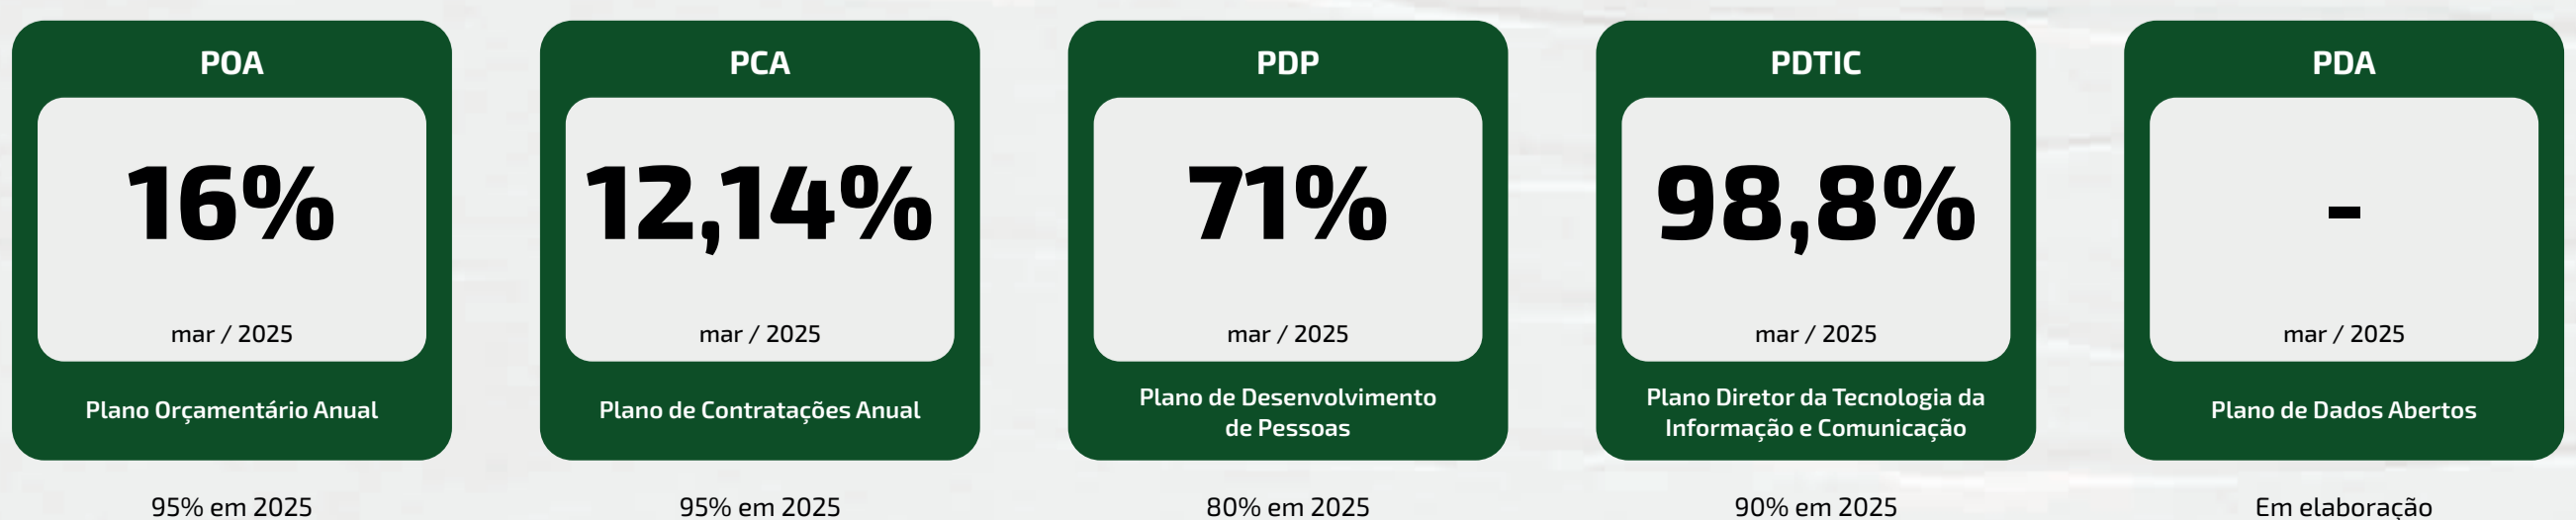 POA
16%
mar / 2025
Plano Orçamentário Anual
95% em 2025
PCA
12,14%
mar / 2025
Plano de Contratações Anual
95% em 2025
PDP
71%
mar / 2025
Plano de Desenvolvimento
de Pessoas
80% em 2025
PDTIC
98,8%
mar / 2025
Plano Diretor da Tecnologia da
Informação e Comunicação
90% em 2025
PDA
-
mar / 2025
Plano de Dados Abertos
Em elaboração